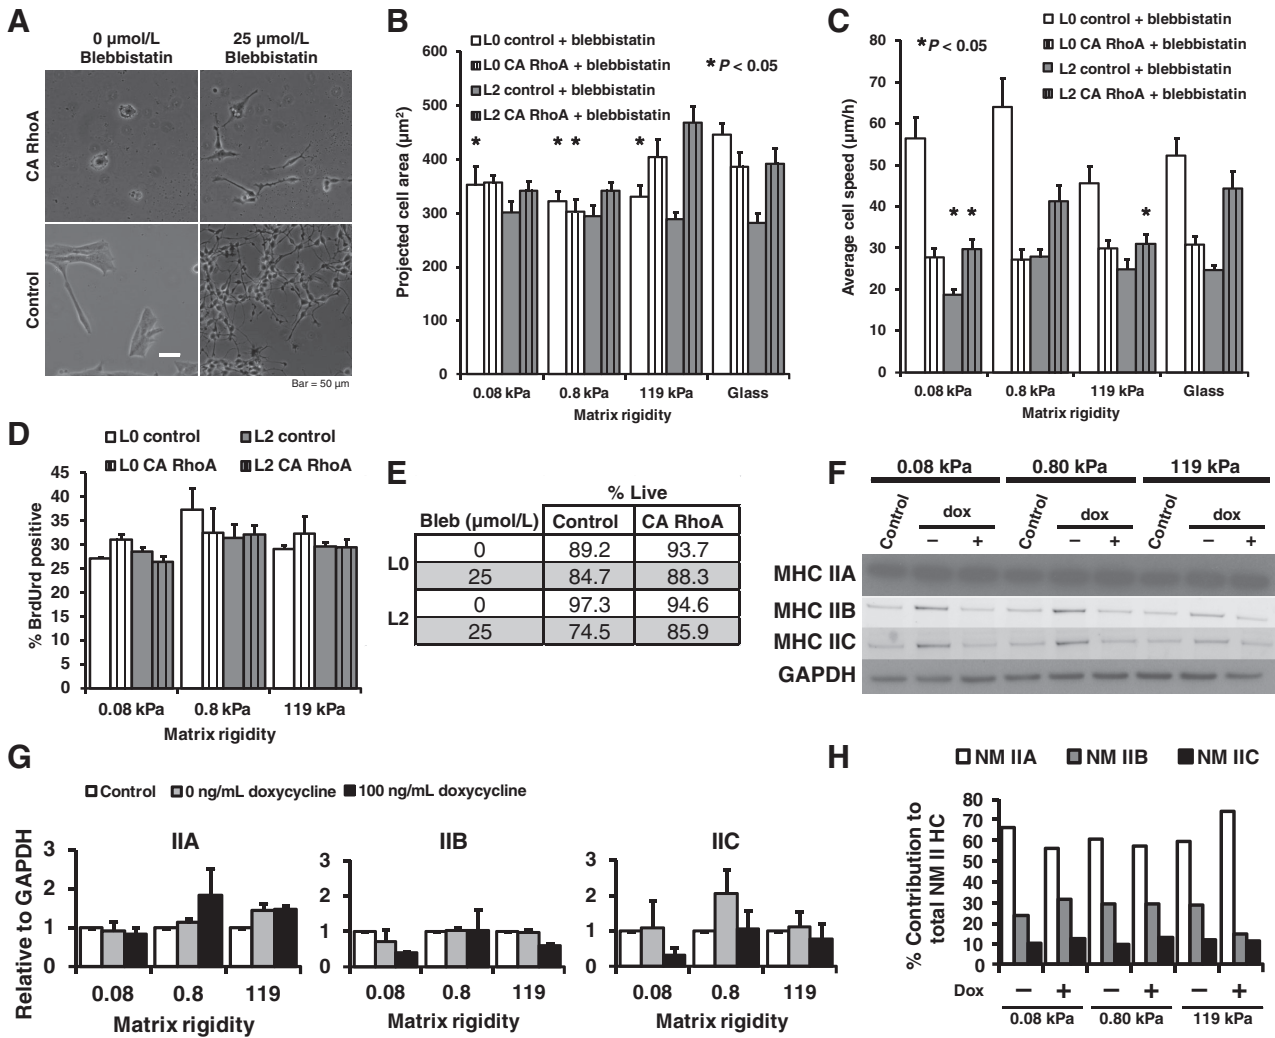 A
0 µmol/L
Blebbistatin
25 µmol/L
Blebbistatin
CA RhoA
Control
Bar = 50 µm
B
L0 control + blebbistatin
L0 CA RhoA + blebbistatin
L2 control + blebbistatin
L2 CA RhoA + blebbistatin
* P < 0.05
Projected cell area (µm²)
600
500
400
300
200
100
0
* * * *
0.08 kPa 0.8 kPa 119 kPa Glass
Matrix rigidity
C
L0 control + blebbistatin
L0 CA RhoA + blebbistatin
L2 control + blebbistatin
L2 CA RhoA + blebbistatin
* P < 0.05
Average cell speed (µm/h)
80
70
60
50
40
30
20
10
0
* * *
0.08 kPa 0.8 kPa 119 kPa Glass
Matrix rigidity
D
L0 control L2 control
L0 CA RhoA L2 CA RhoA
% BrdUrd positive
45
40
35
30
25
20
15
10
5
0
0.08 kPa 0.8 kPa 119 kPa
Matrix rigidity
E
% Live
Bleb (µmol/L) Control CA RhoA
L0
0 89.2 93.7
25 84.7 88.3
L2
0 97.3 94.6
25 74.5 85.9
F
0.08 kPa 0.80 kPa 119 kPa
Control dox Control dox Control dox
− + − + − +
MHC IIA
MHC IIB
MHC IIC
GAPDH
G
Control 0 ng/mL doxycycline 100 ng/mL doxycycline
Relative to GAPDH
IIA
3
2
1
0
0.08 0.8 119
Matrix rigidity
IIB
3
2
1
0
0.08 0.8 119
Matrix rigidity
IIC
3
2
1
0
0.08 0.8 119
Matrix rigidity
H
NM IIA NM IIB NM IIC
% Contribution to
total NM II HC
80
70
60
50
40
30
20
10
0
Dox − + − + − +
0.08 kPa 0.80 kPa 119 kPa